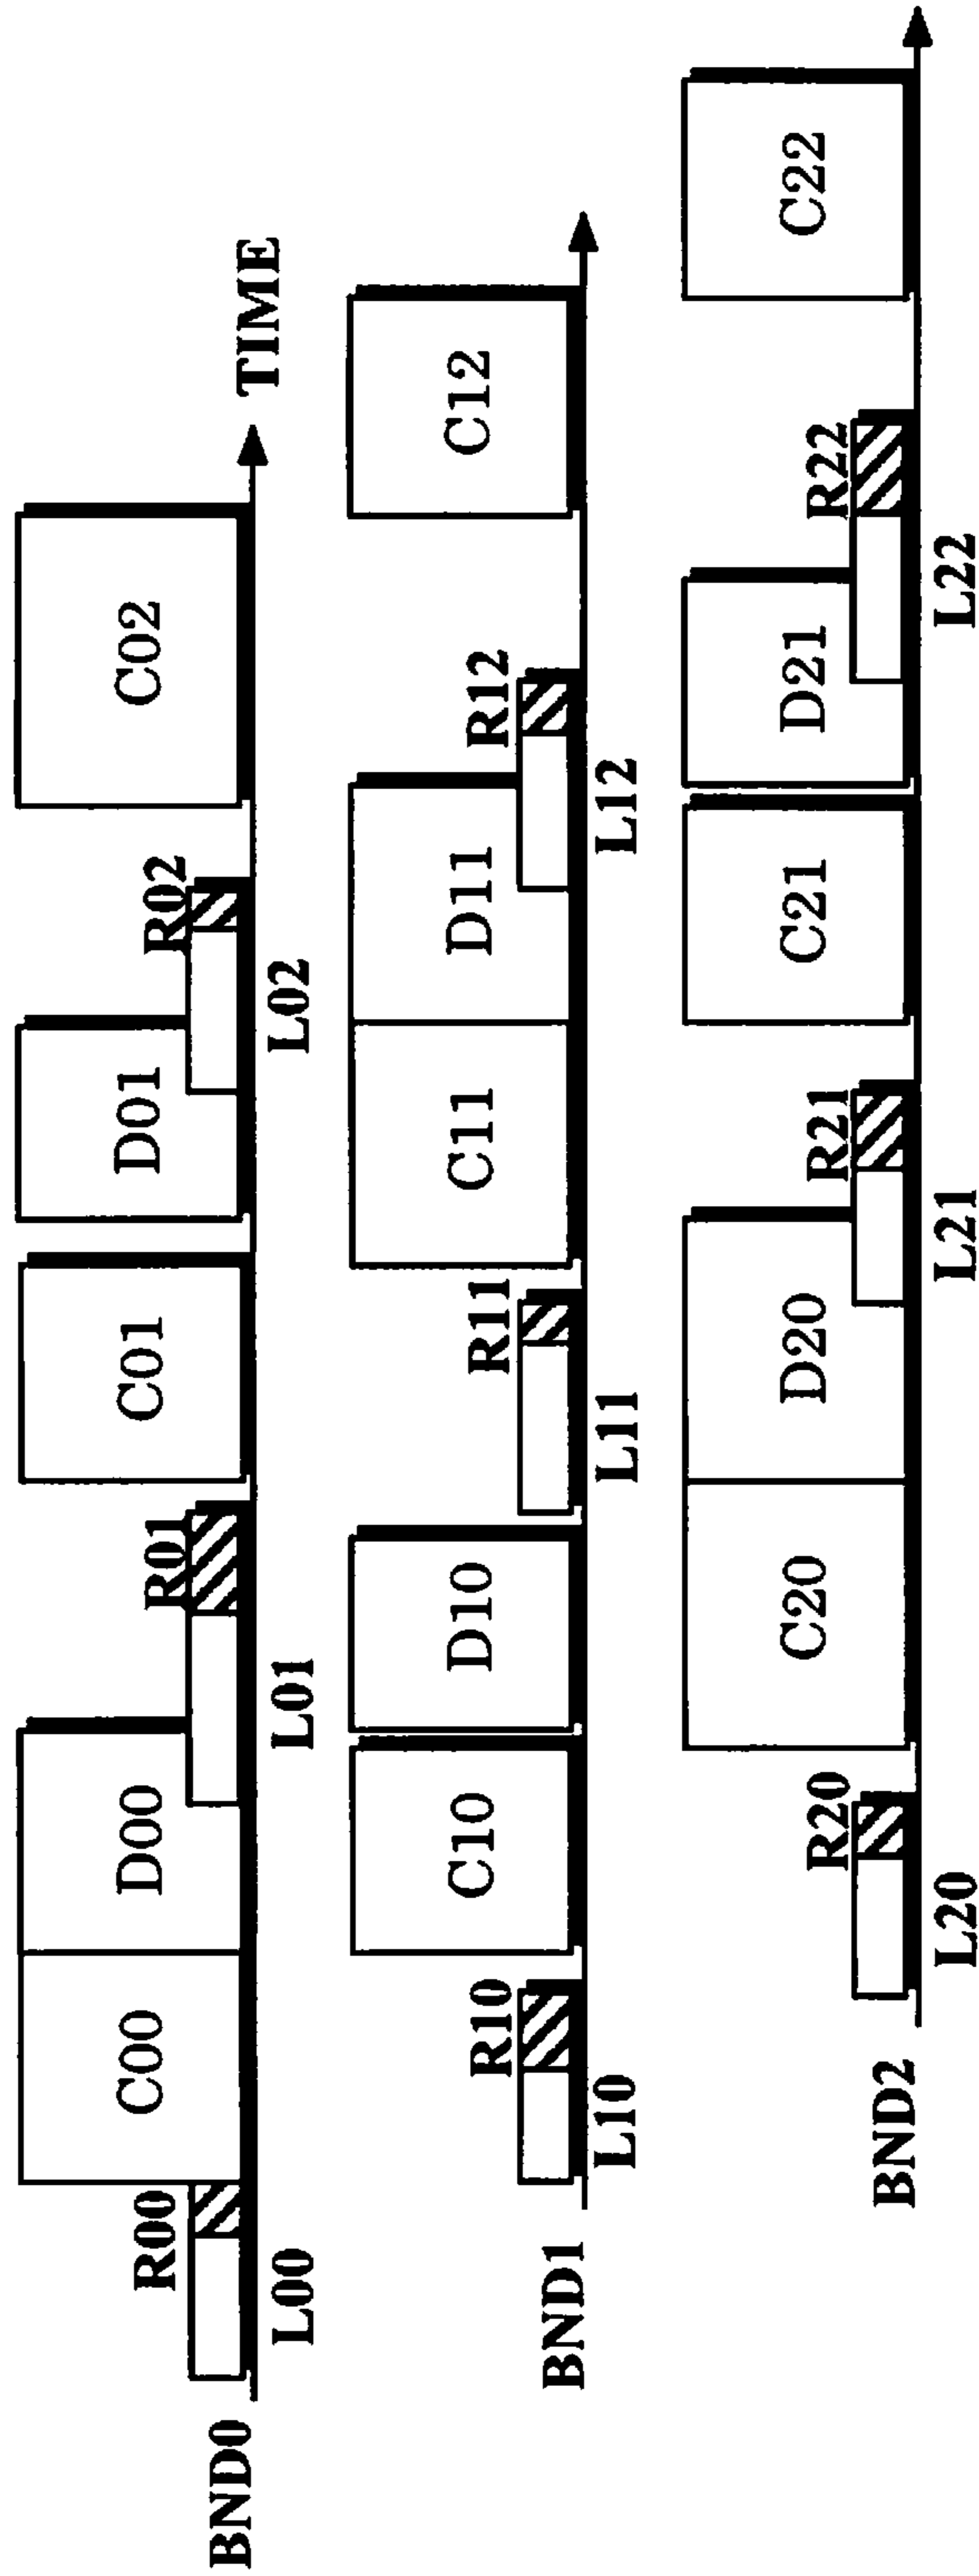 R00 C00 D00 R01 C01 D01 R02 C02
BND0 TIME
L00 L01 L02
R10 C10 D10 R11 C11 D11 R12 C12
BND1
L10 L11 L12
R20 C20 D20 R21 C21 D21 R22 C22
BND2
L20 L21 L22